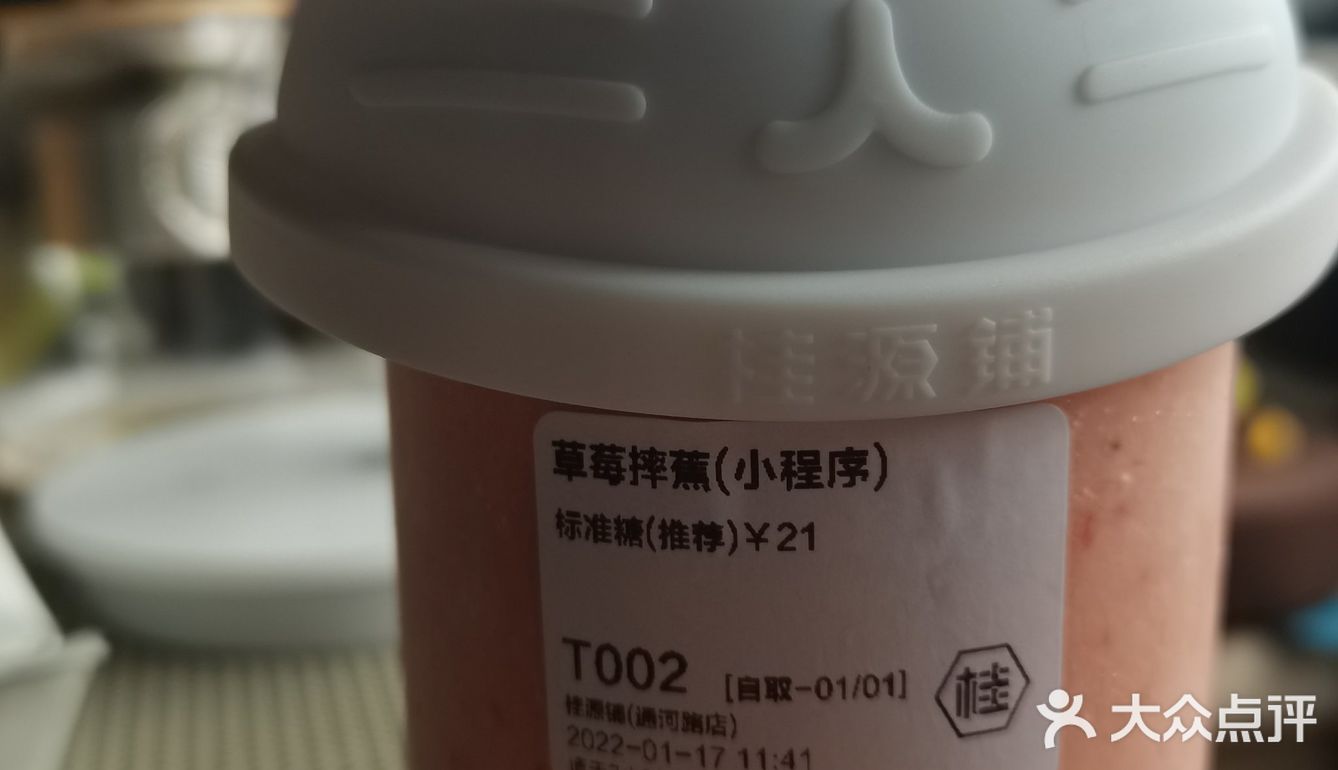 桂源铺
草莓摔蕉(小程序)
标准糖(推荐)￥21
T002 [自取-01/01]
桂
桂源铺(通河路店)
2022-01-17 11:41
大众点评